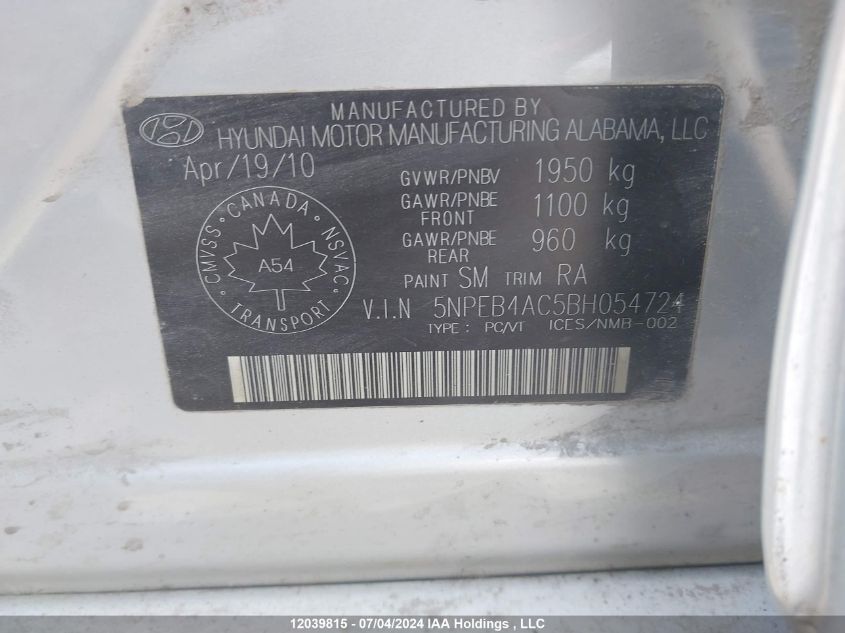 MANUFACTURED BY
HYUNDAI MOTOR MANUFACTURING ALABAMA, LLC
Apr/19/10
GVWR/PNBV 1950 kg
GAWR/PNBE FRONT 1100 kg
GAWR/PNBE REAR 960 kg
CMVSS · CANADA · NSVAC
A54
TRANSPORT
PAINT SM TRIM RA
V.I.N 5NPEB4AC5BH054724
TYPE : PC/VT ICES/NMB-002
12039815 - 07/04/2024 IAA Holdings , LLC